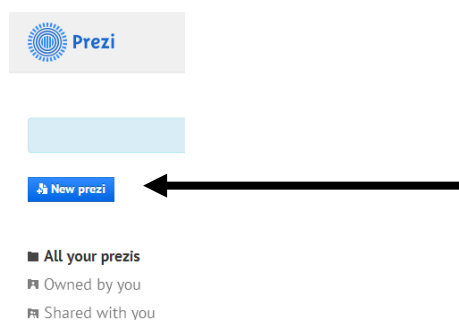 Prezi
New prezi
All your prezis
Owned by you
Shared with you